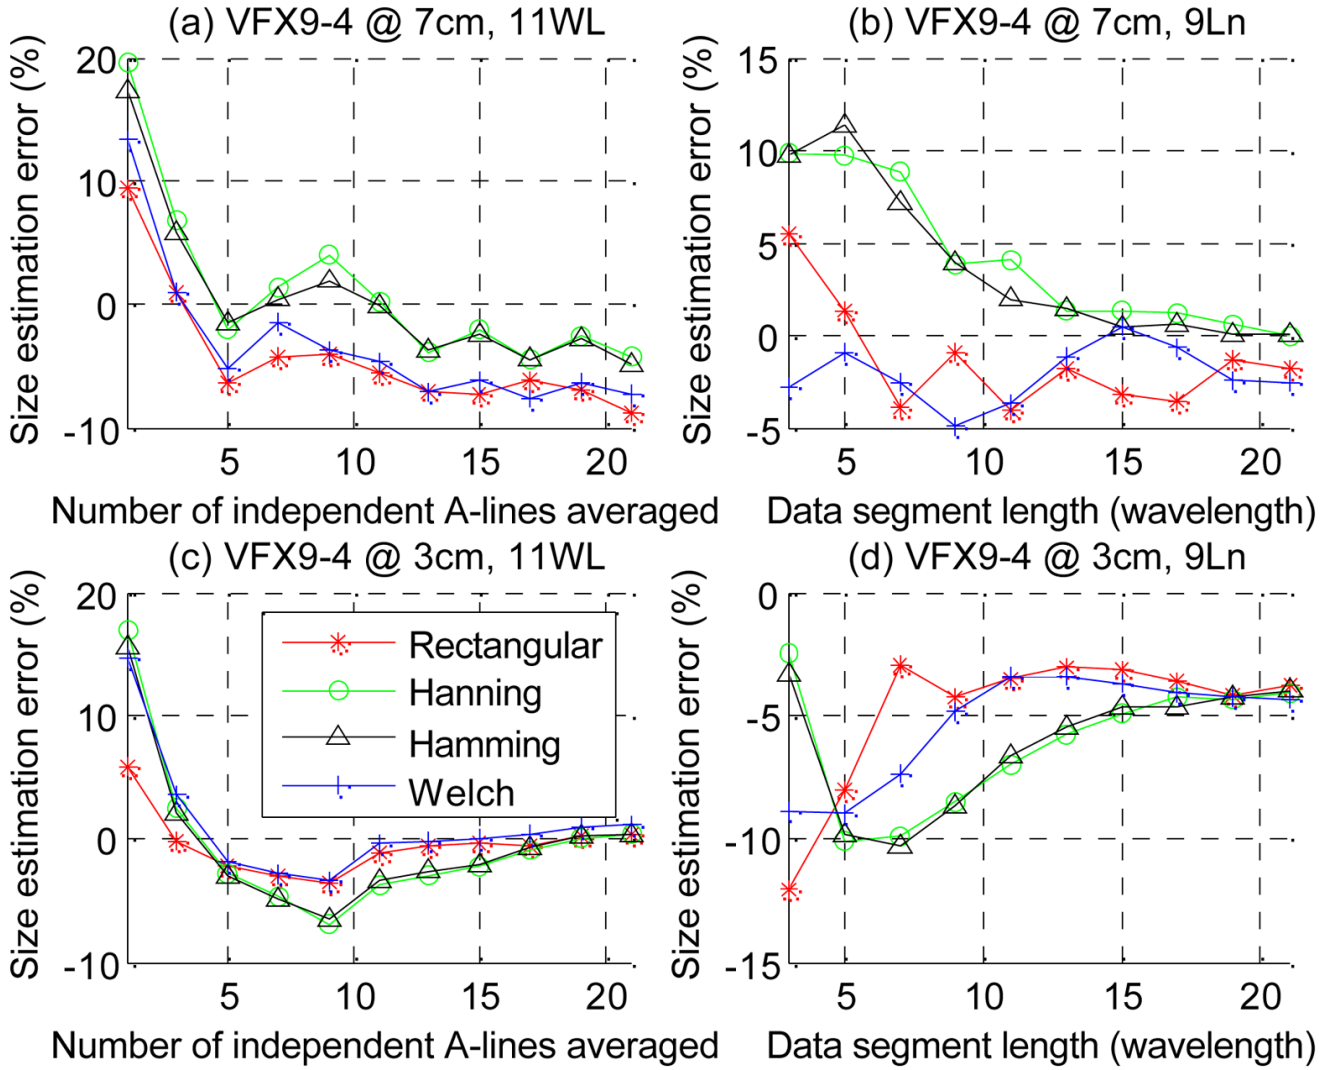 (a) VFX9-4 @ 7cm, 11WL
Size estimation error (%)
20
10
0
-10
5
10
15
20
Number of independent A-lines averaged
(b) VFX9-4 @ 7cm, 9Ln
Size estimation error (%)
15
10
5
0
-5
5
10
15
20
Data segment length (wavelength)
(c) VFX9-4 @ 3cm, 11WL
Size estimation error (%)
20
10
0
-10
5
10
15
20
Number of independent A-lines averaged
Rectangular
Hanning
Hamming
Welch
(d) VFX9-4 @ 3cm, 9Ln
Size estimation error (%)
0
-5
-10
-15
5
10
15
20
Data segment length (wavelength)